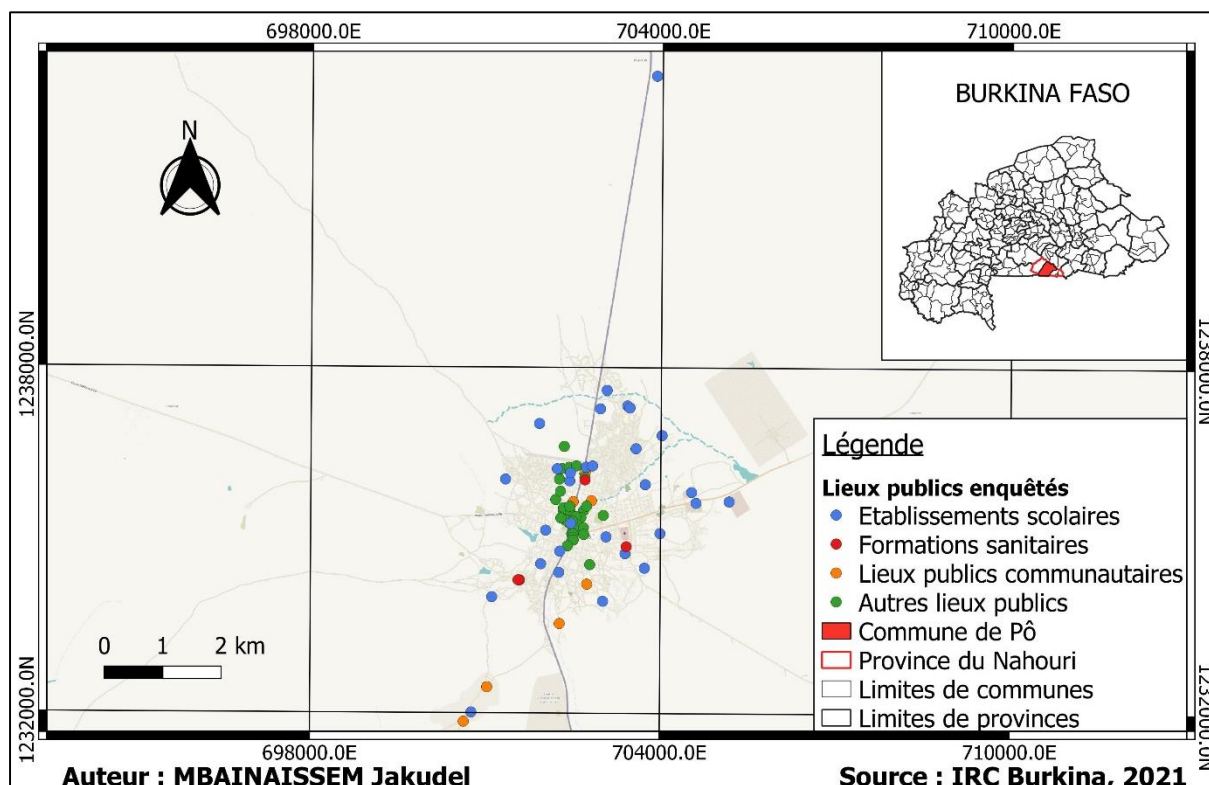 698000.0E 704000.0E 710000.0E
N
BURKINA FASO
1238000.0N
1238000.0N
Légende
Lieux publics enquêtés
Etablissements scolaires
Formations sanitaires
Lieux publics communautaires
Autres lieux publics
Commune de Pô
Province du Nahouri
Limites de communes
Limites de provinces
0 1 2 km
1232000.0N
1232000.0N
698000.0E 704000.0E 710000.0E
Auteur : MBAINAISSEM Jakudel
Source : IRC Burkina, 2021